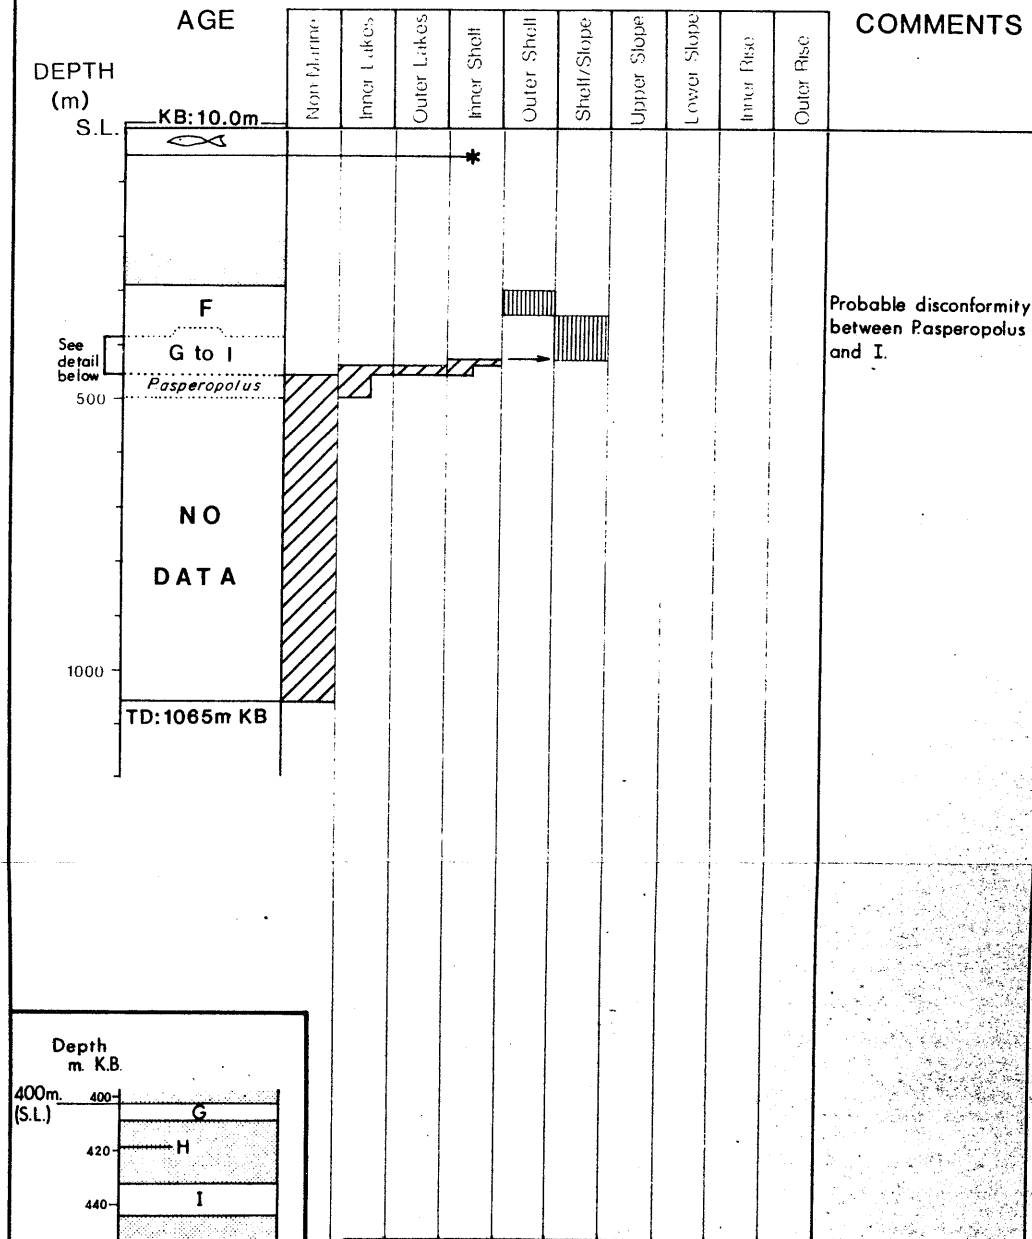 AGE
COMMENTS
Non Marine
Inner Lakes
Outer Lakes
Inner Shelf
Outer Shelf
Shelf/Slope
Upper Slope
Lower Slope
Inner Rise
Outer Rise
DEPTH
(m)
KB:10.0m
S.L.
*
F
Probable disconformity
between P.asperopolus
and I.
See
detail
below
G to I
P.asperopolus
500
NO
DATA
1000
TD:1065m KB
Depth
m. K.B.
400m.
(S.L.)
400
G
420
H
I
440